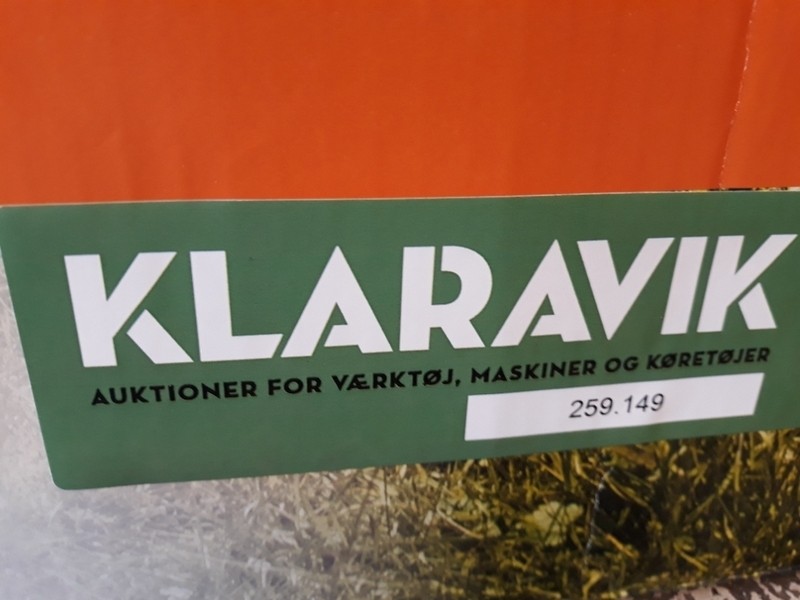 KLARAVIK
AUKTIONER FOR VÆRKTØJ, MASKINER OG KØRETØJER
259.149